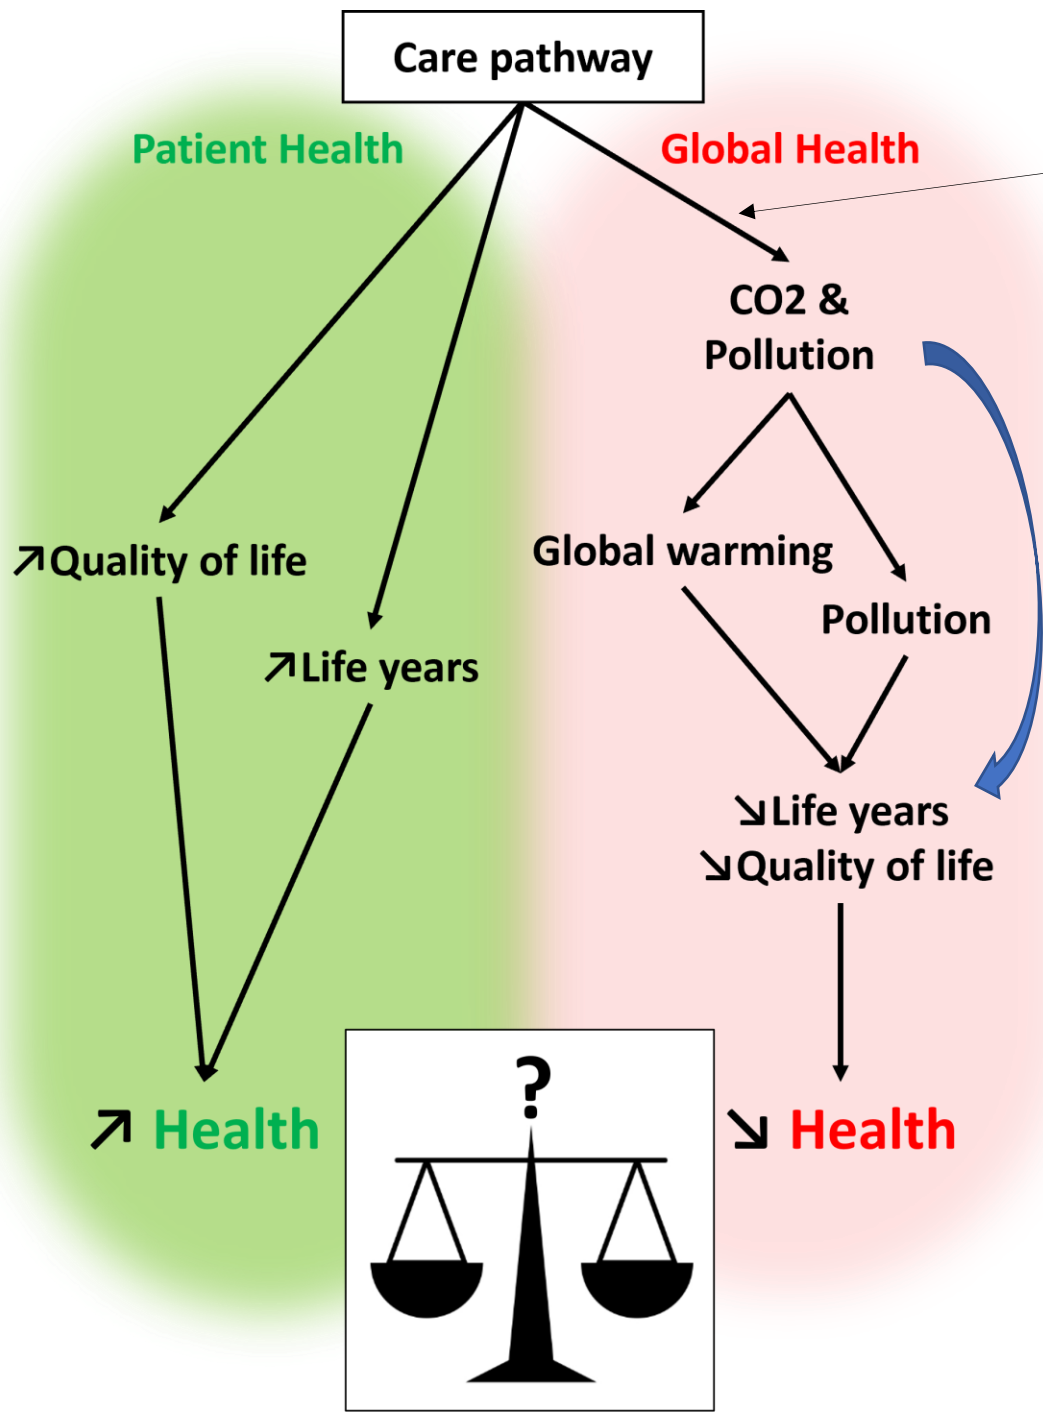 Care pathway
Patient Health
Global Health
CO2 &
Pollution
↗Quality of life
↗Life years
Global warming
Pollution
↘Life years
↘Quality of life
↗ Health
↘ Health
?